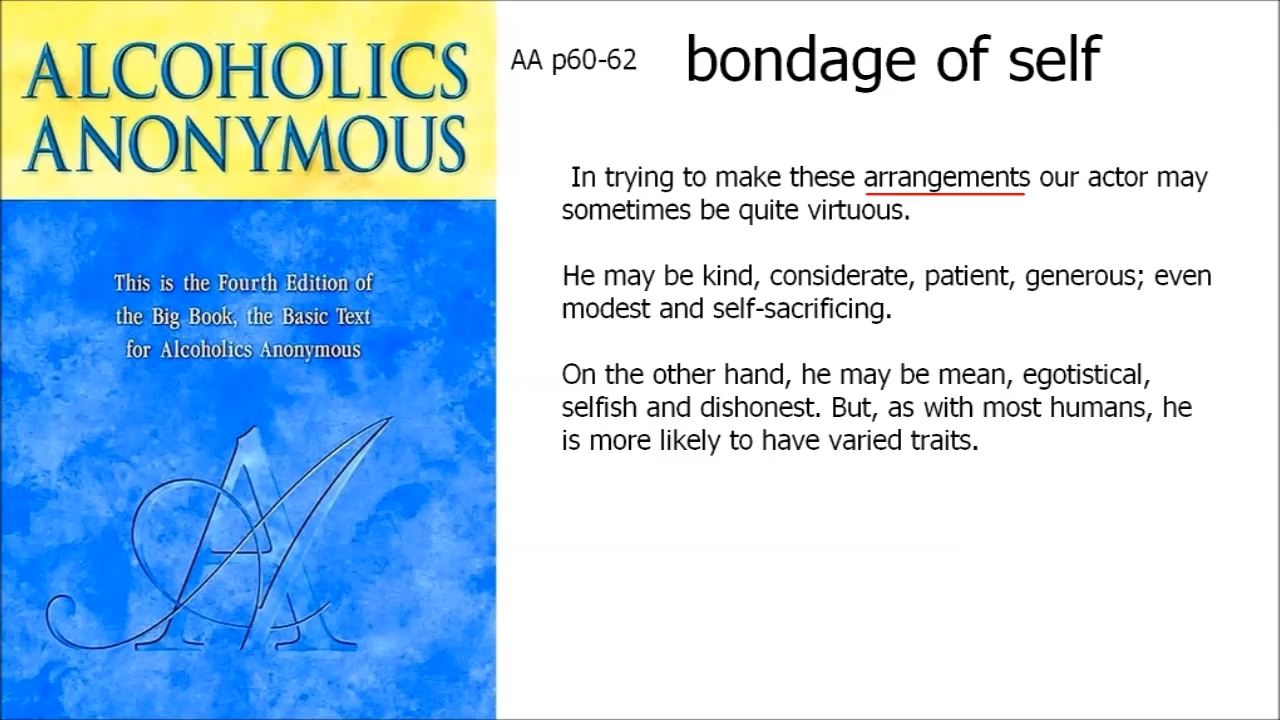 ALCOHOLICS
ANONYMOUS
This is the Fourth Edition of
the Big Book, the Basic Text
for Alcoholics Anonymous
AA
AA p60-62
bondage of self
In trying to make these arrangements our actor may
sometimes be quite virtuous.
He may be kind, considerate, patient, generous; even
modest and self-sacrificing.
On the other hand, he may be mean, egotistical,
selfish and dishonest. But, as with most humans, he
is more likely to have varied traits.